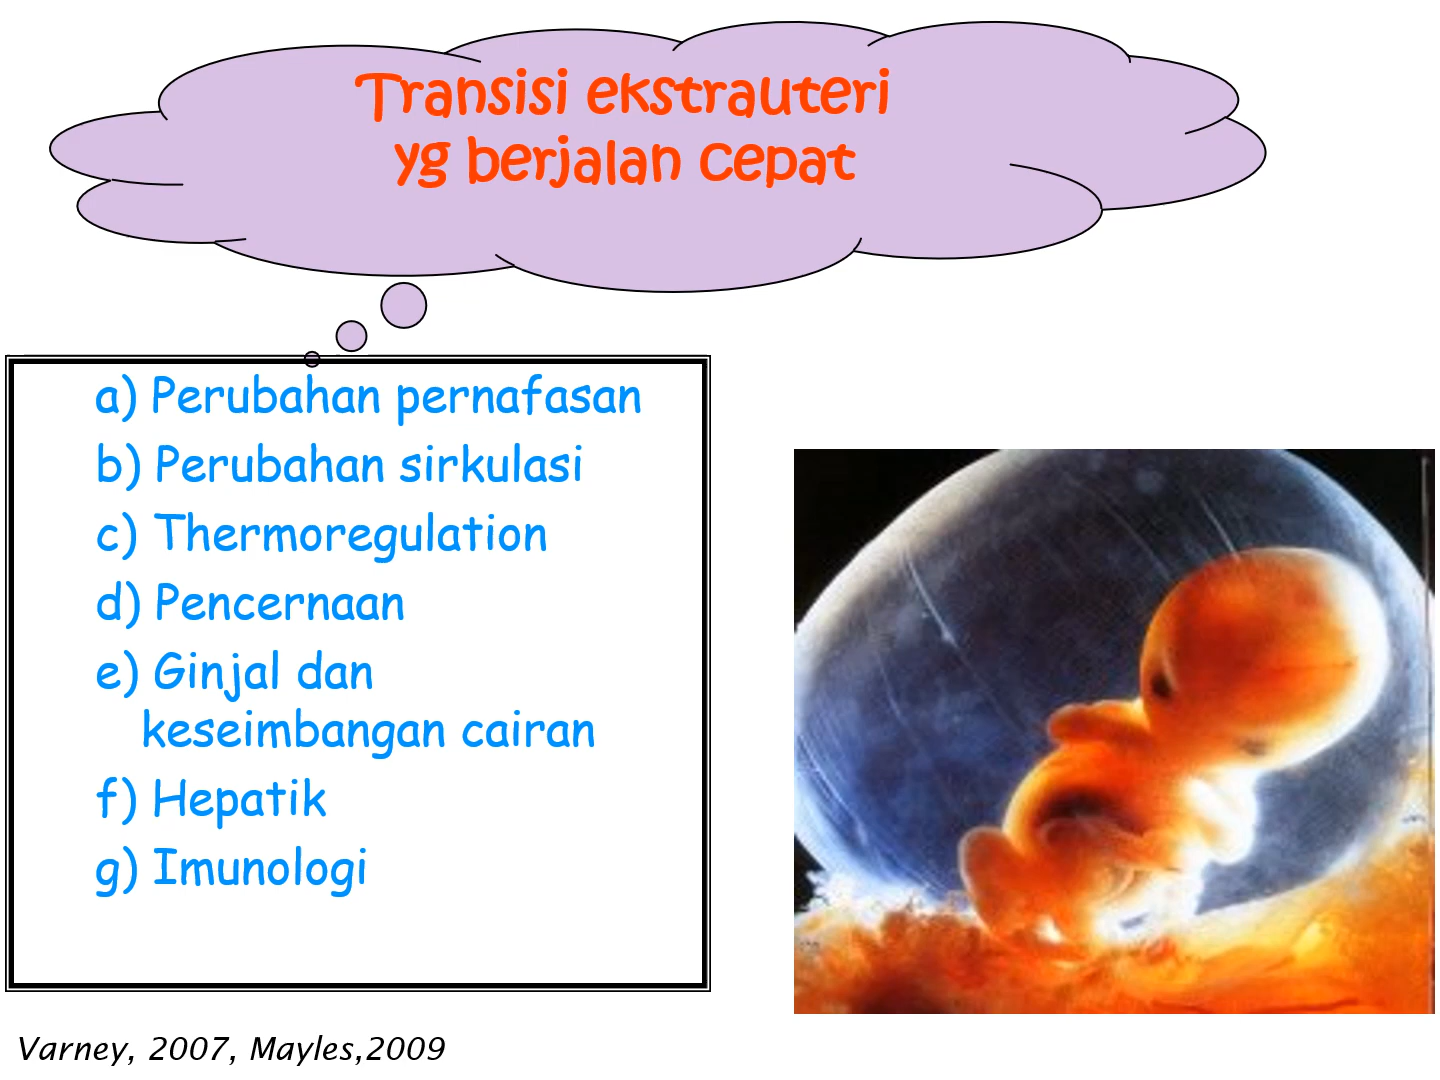 Transisi ekstrauteri
yg berjalan cepat
a) Perubahan pernafasan
b) Perubahan sirkulasi
c) Thermoregulation
d) Pencernaan
e) Ginjal dan
keseimbangan cairan
f) Hepatik
g) Imunologi
Varney, 2007, Mayles,2009